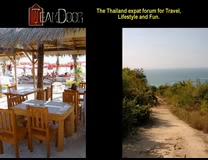 TEAKDOOR
The Thailand expat forum for Travel,
Lifestyle and Fun.